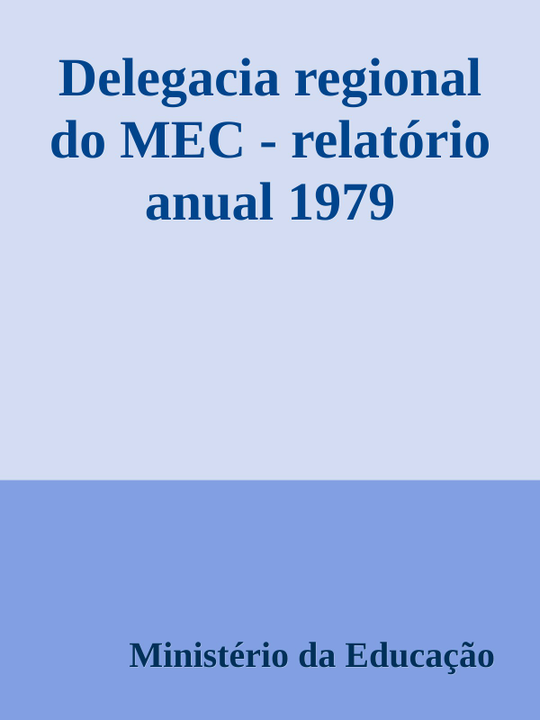 Delegacia regional
do MEC - relatório
anual 1979
Ministério da Educação